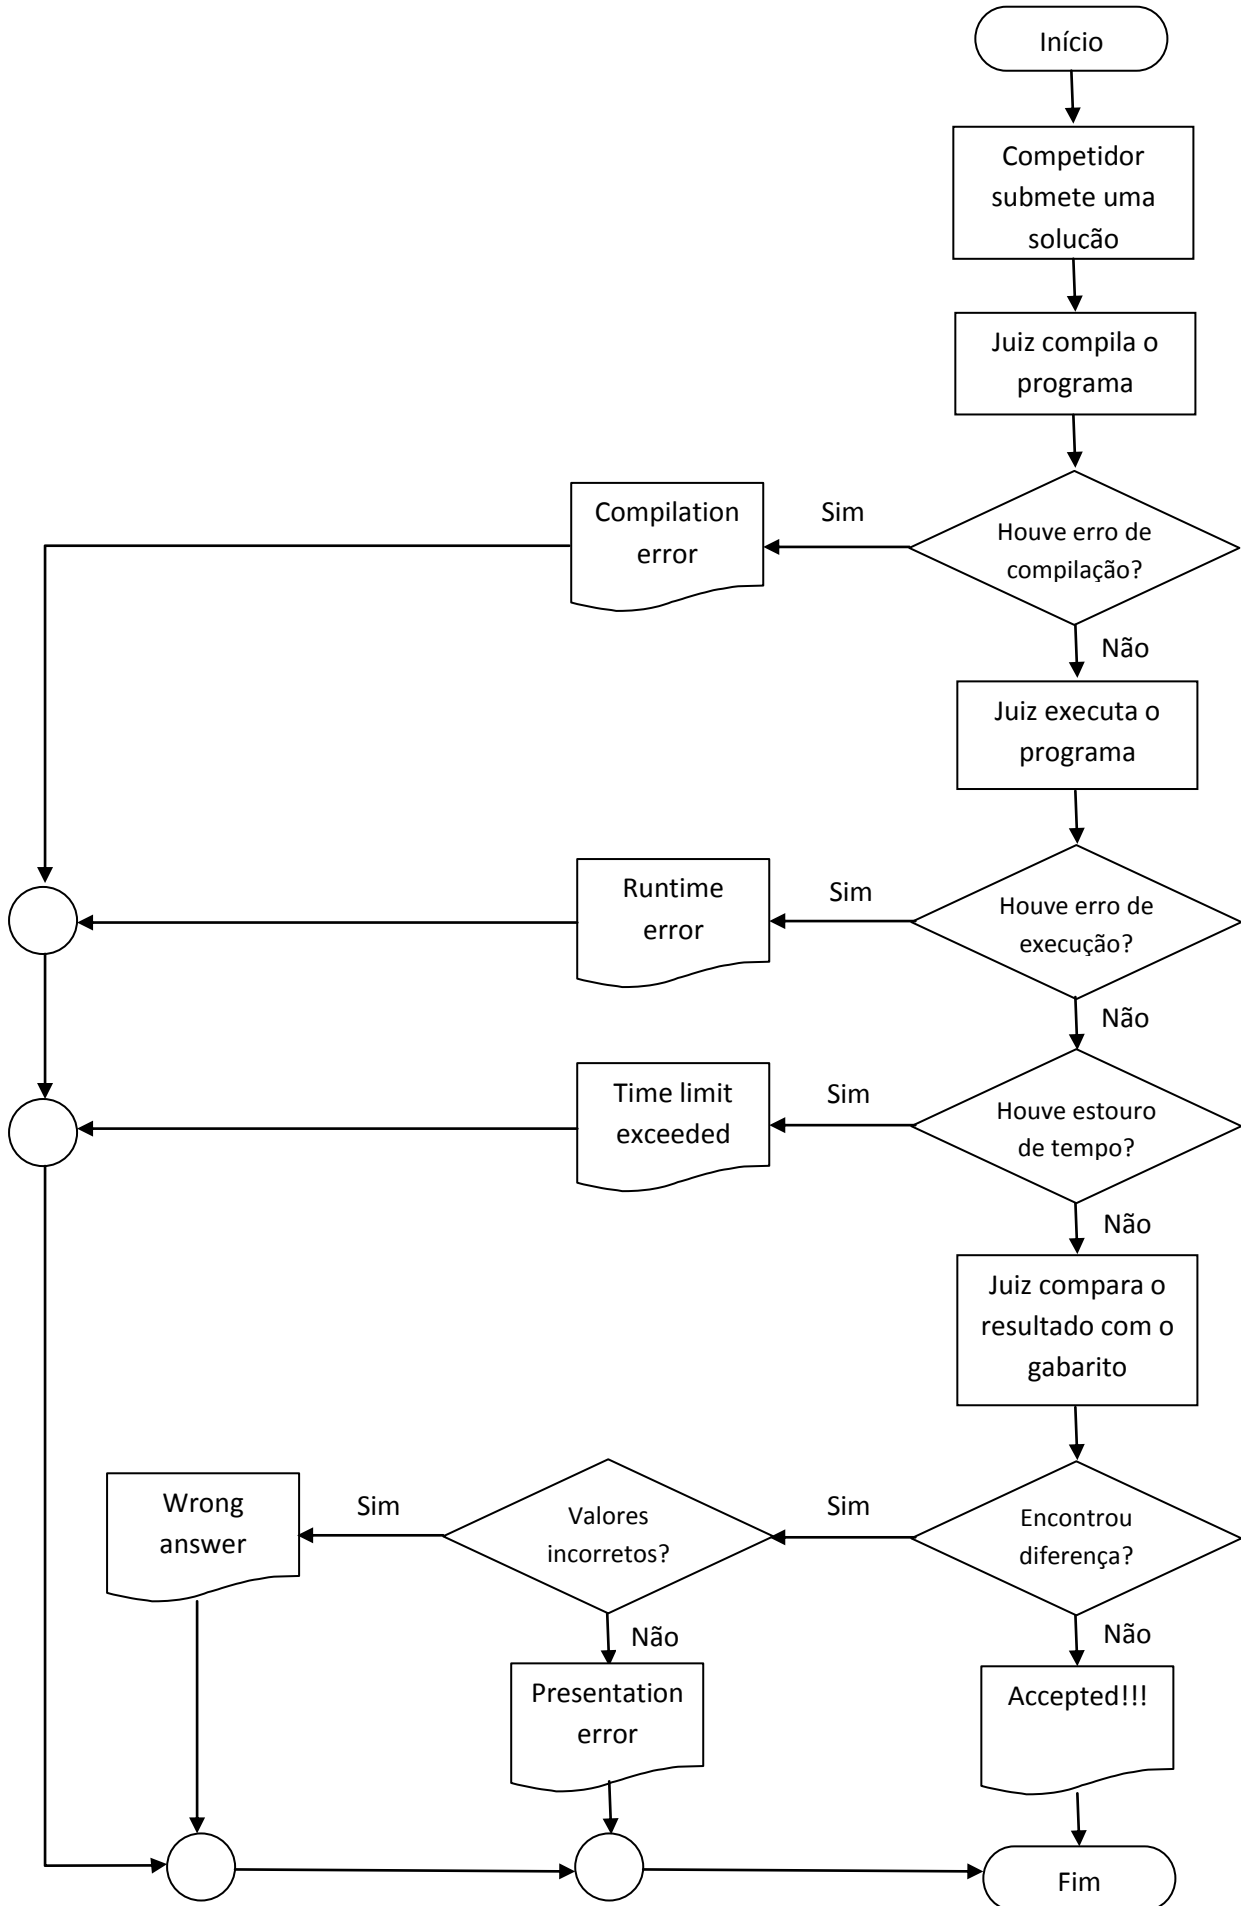 Início
Competidor
submete uma
solucão
Juiz compila o
programa
Houve erro de
compilação?
Sim
Compilation
error
Não
Juiz executa o
programa
Houve erro de
execução?
Sim
Runtime
error
Não
Houve estouro
de tempo?
Sim
Time limit
exceeded
Não
Juiz compara o
resultado com o
gabarito
Encontrou
diferença?
Sim
Valores
incorretos?
Sim
Wrong
answer
Não
Presentation
error
Não
Accepted!!!
Fim